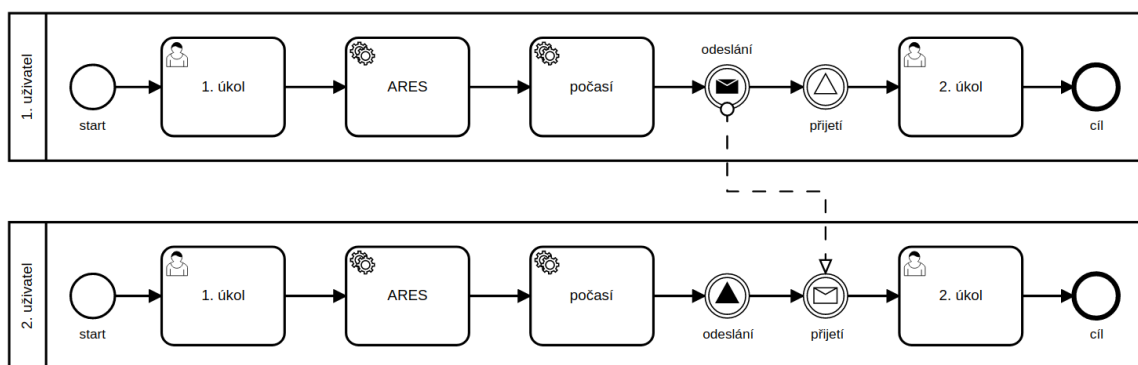 1. uživatel
start
1. úkol
ARES
počasí
odeslání
přijetí
2. úkol
cíl
2. uživatel
start
1. úkol
ARES
počasí
odeslání
přijetí
2. úkol
cíl